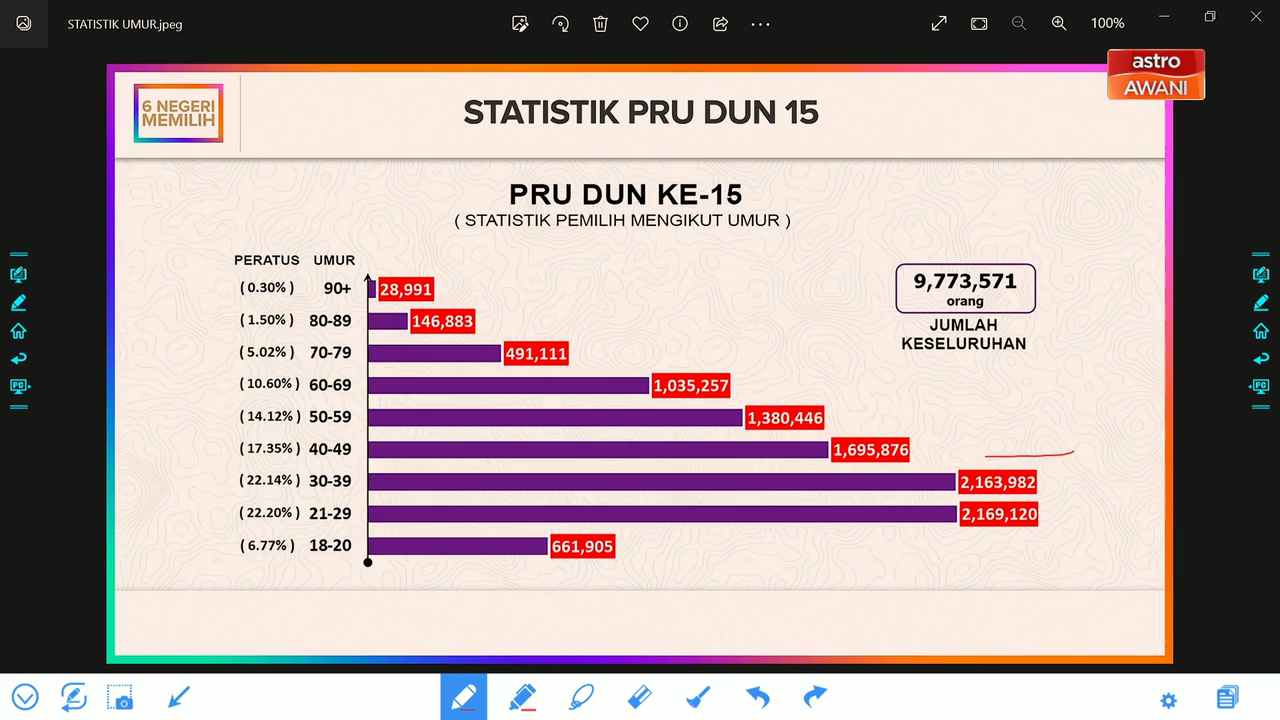 STATISTIK UMUR.jpeg
100%
astro
AWANI
6 NEGERI
MEMILIH
STATISTIK PRU DUN 15
PRU DUN KE-15
( STATISTIK PEMILIH MENGIKUT UMUR )
PERATUS UMUR
( 0.30% ) 90+ 28,991
( 1.50% ) 80-89 146,883
( 5.02% ) 70-79 491,111
( 10.60% ) 60-69 1,035,257
( 14.12% ) 50-59 1,380,446
( 17.35% ) 40-49 1,695,876
( 22.14% ) 30-39 2,163,982
( 22.20% ) 21-29 2,169,120
( 6.77% ) 18-20 661,905
9,773,571
orang
JUMLAH
KESELURUHAN
PC
PC